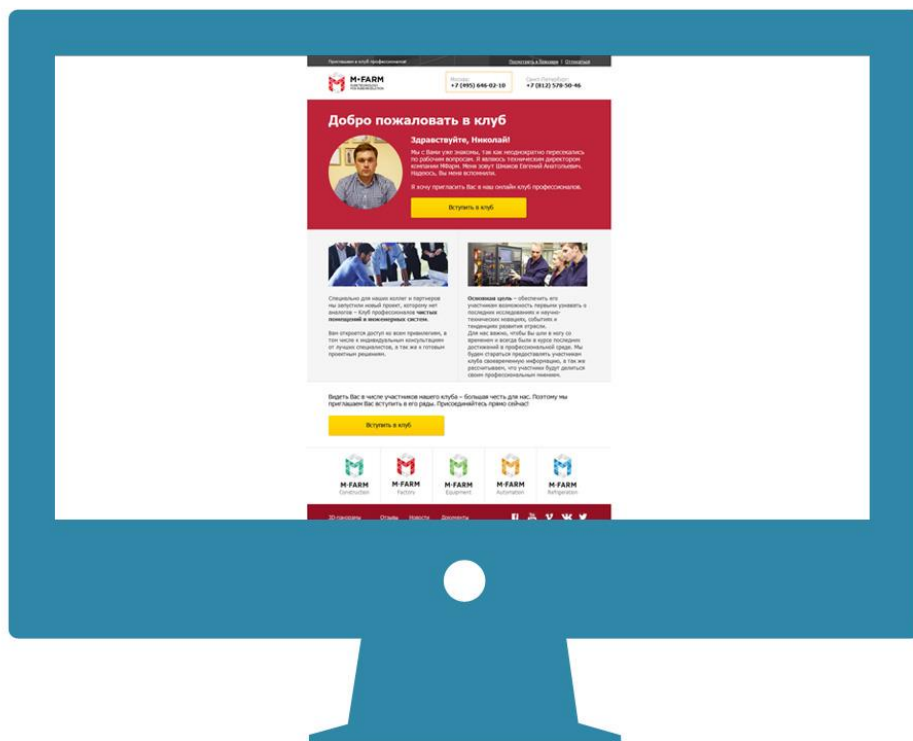 Приглашаем в клуб профессионалов!
Посмотреть в браузере | Отписаться
M•FARM
Москва:
+7 (495) 646-02-10
Санкт-Петербург:
+7 (812) 578-50-46
Добро пожаловать в клуб
Здравствуйте, Николай!
Мы с Вами уже знакомы, так как неоднократно пересекались
по рабочим вопросам. Я являюсь техническим директором
компании МФарм. Меня зовут Шмаков Евгений Анатольевич.
Надеюсь, Вы меня вспомнили.
Я хочу пригласить Вас в наш онлайн клуб профессионалов.
Вступить в клуб
Специально для наших коллег и партнеров
мы запустили новый проект, которому нет
аналогов – Клуб профессионалов чистых
помещений и инженерных систем.
Вам откроется доступ ко всем привилегиям, в
том числе к индивидуальным консультациям
от лучших специалистов, а так же к готовым
проектным решениям.
Основная цель – обеспечить его
участникам возможность первыми узнавать о
последних исследованиях и научно-
технических новациях, событиях и
тенденциях развития отрасли.
Для нас важно, чтобы Вы шли в ногу со
временем и всегда были в курсе последних
достижений в профессиональной среде. Мы
будем стараться предоставлять участникам
клуба своевременную информацию, а так же
рассчитываем, что участники будут делиться
своим профессиональным мнением.
Видеть Вас в числе участников нашего клуба – большая честь для нас. Поэтому мы
приглашаем Вас вступить в его ряды. Присоединяйтесь прямо сейчас!
Вступить в клуб
M•FARM
Construction
M•FARM
Factory
M•FARM
Equipment
M•FARM
Automation
M•FARM
Refrigeration
3D панорамы Отзывы Новости Документы